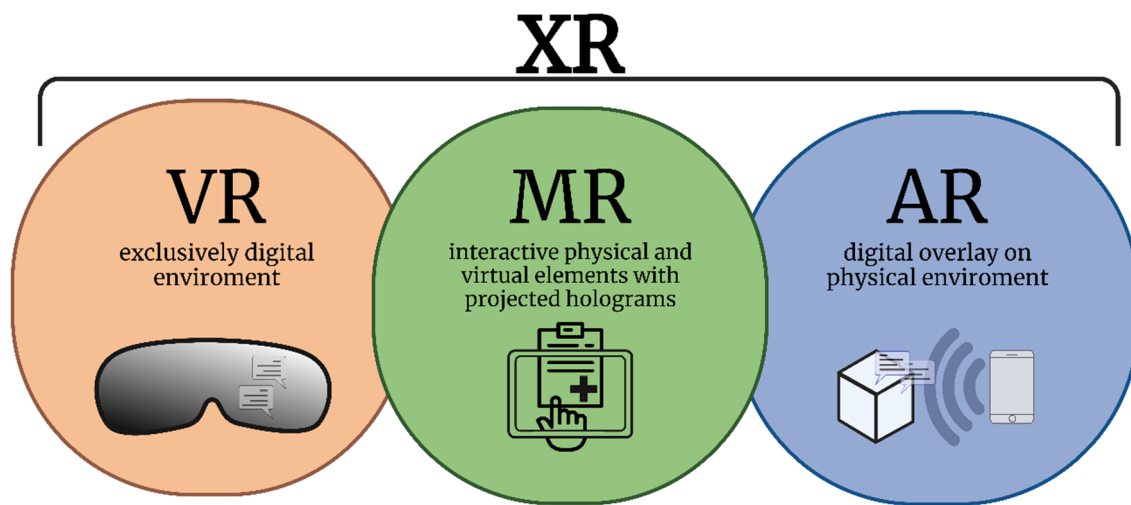 XR
VR
exclusively digital
enviroment
MR
interactive physical and
virtual elements with
projected holograms
AR
digital overlay on
physical enviroment